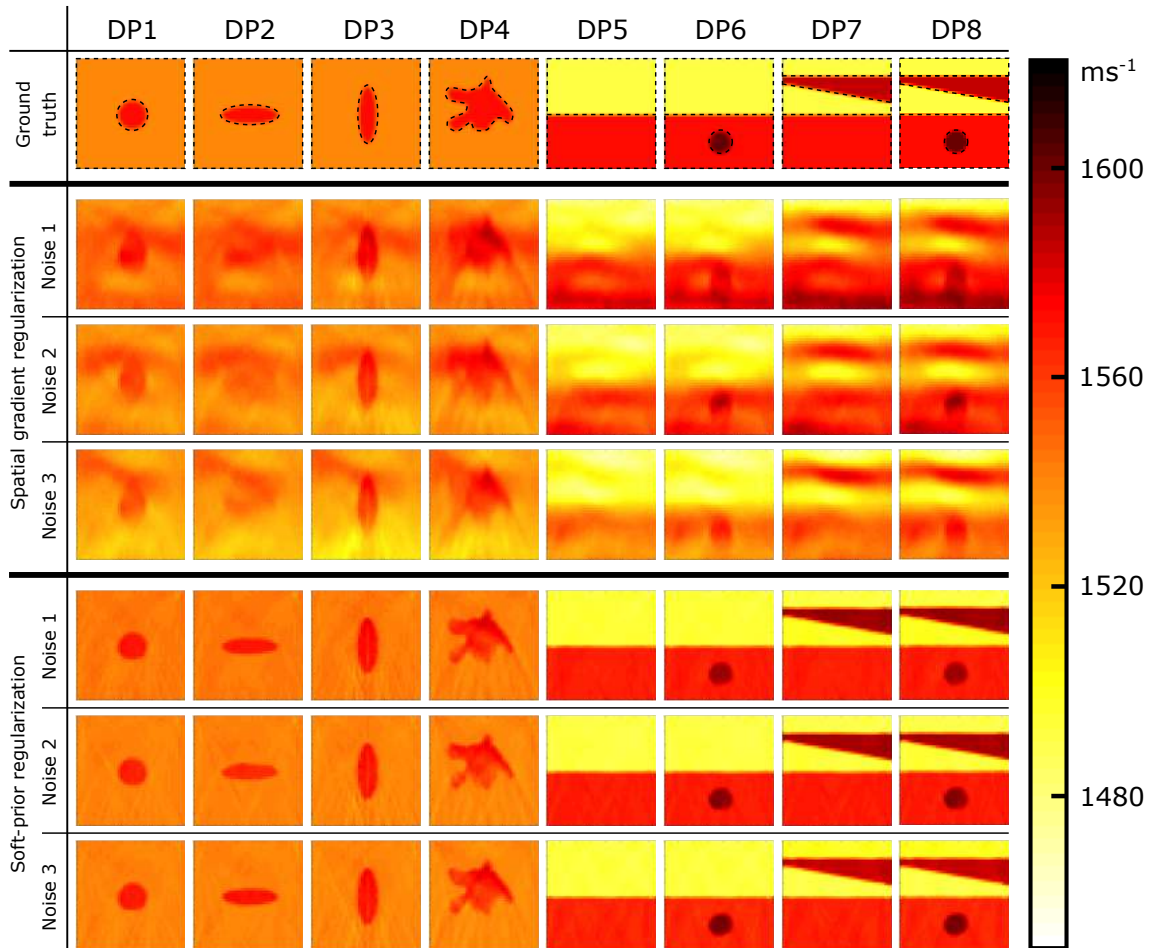 DP1 DP2 DP3 DP4 DP5 DP6 DP7 DP8
Ground
truth
ms-1
1600
1560
1520
1480
Spatial gradient regularization
Noise 1
Noise 2
Noise 3
Soft-prior regularization
Noise 1
Noise 2
Noise 3